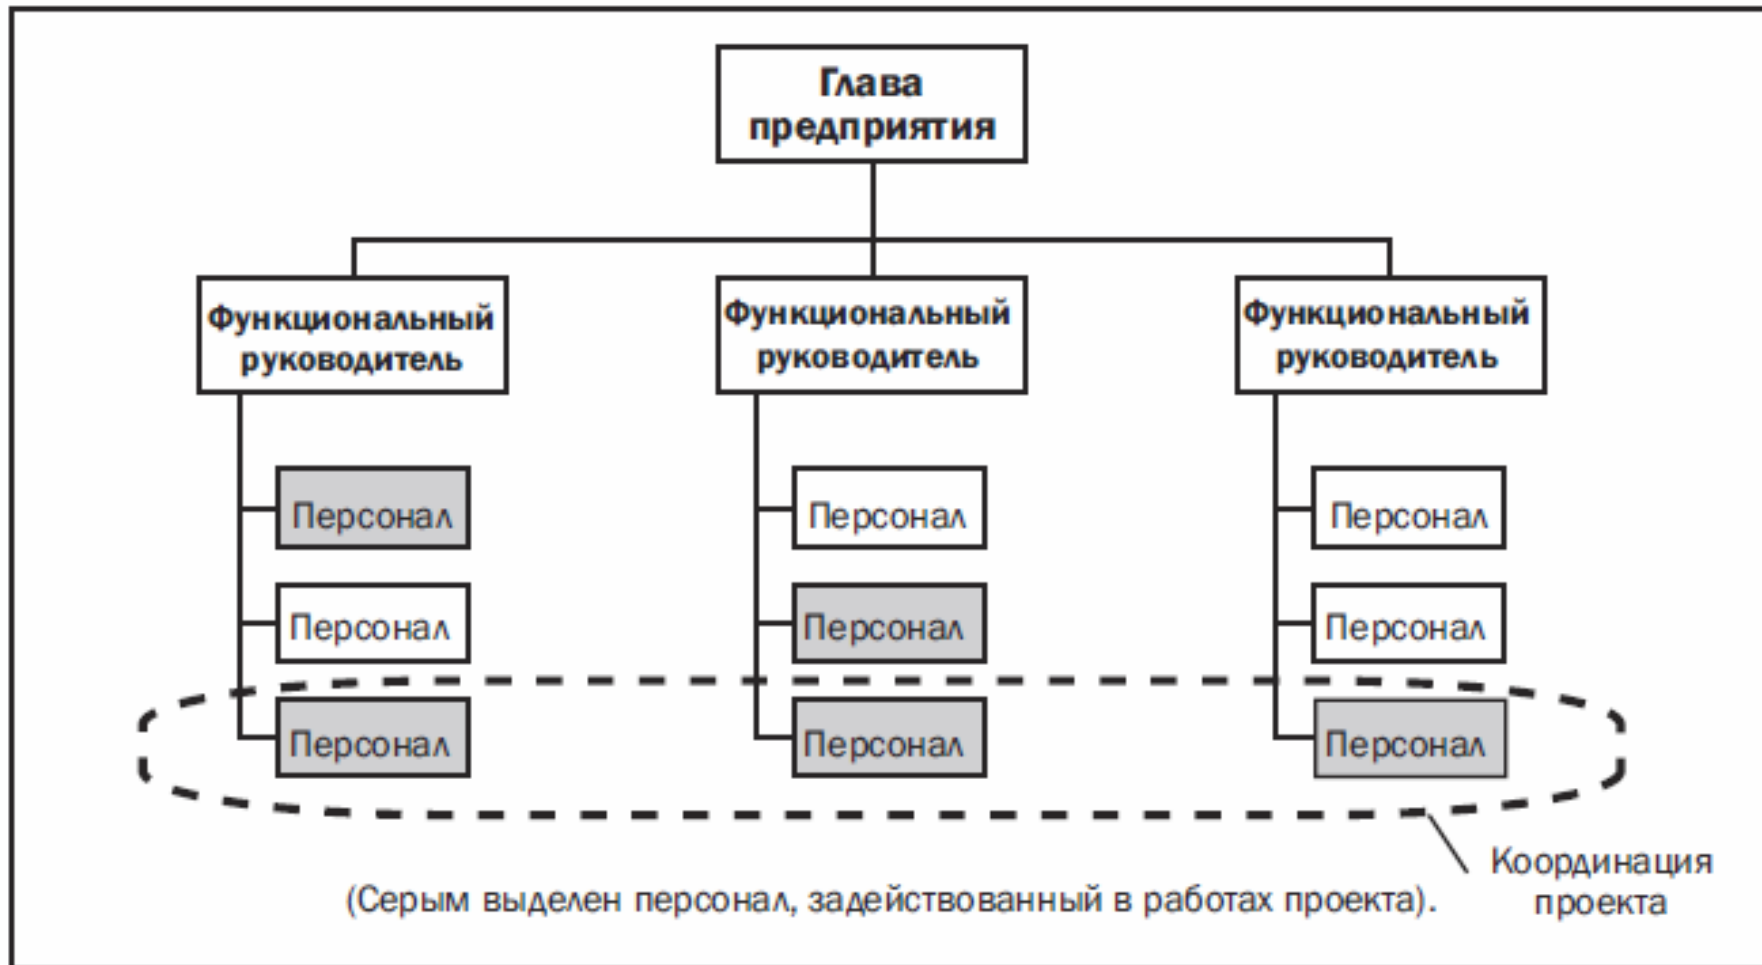 Глава
предприятия
Функциональный
руководитель
Функциональный
руководитель
Функциональный
руководитель
Персонал
Персонал
Персонал
Персонал
Персонал
Персонал
Персонал
Персонал
Персонал
Координация
проекта
(Серым выделен персонал, задействованный в работах проекта).